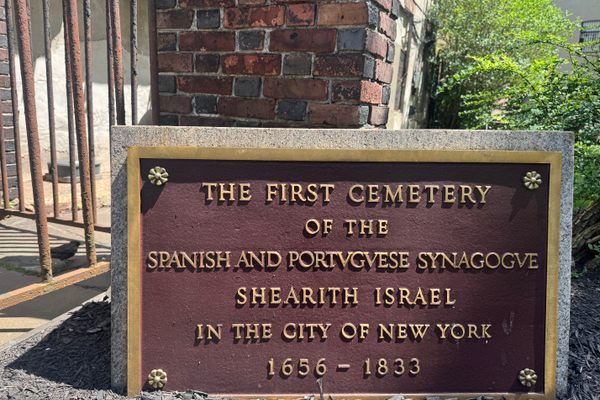 THE FIRST CEMETERY
OF THE
SPANISH AND PORTVGVESE SYNAGOGVE
SHEARITH ISRAEL
IN THE CITY OF NEW YORK
1656 – 1833